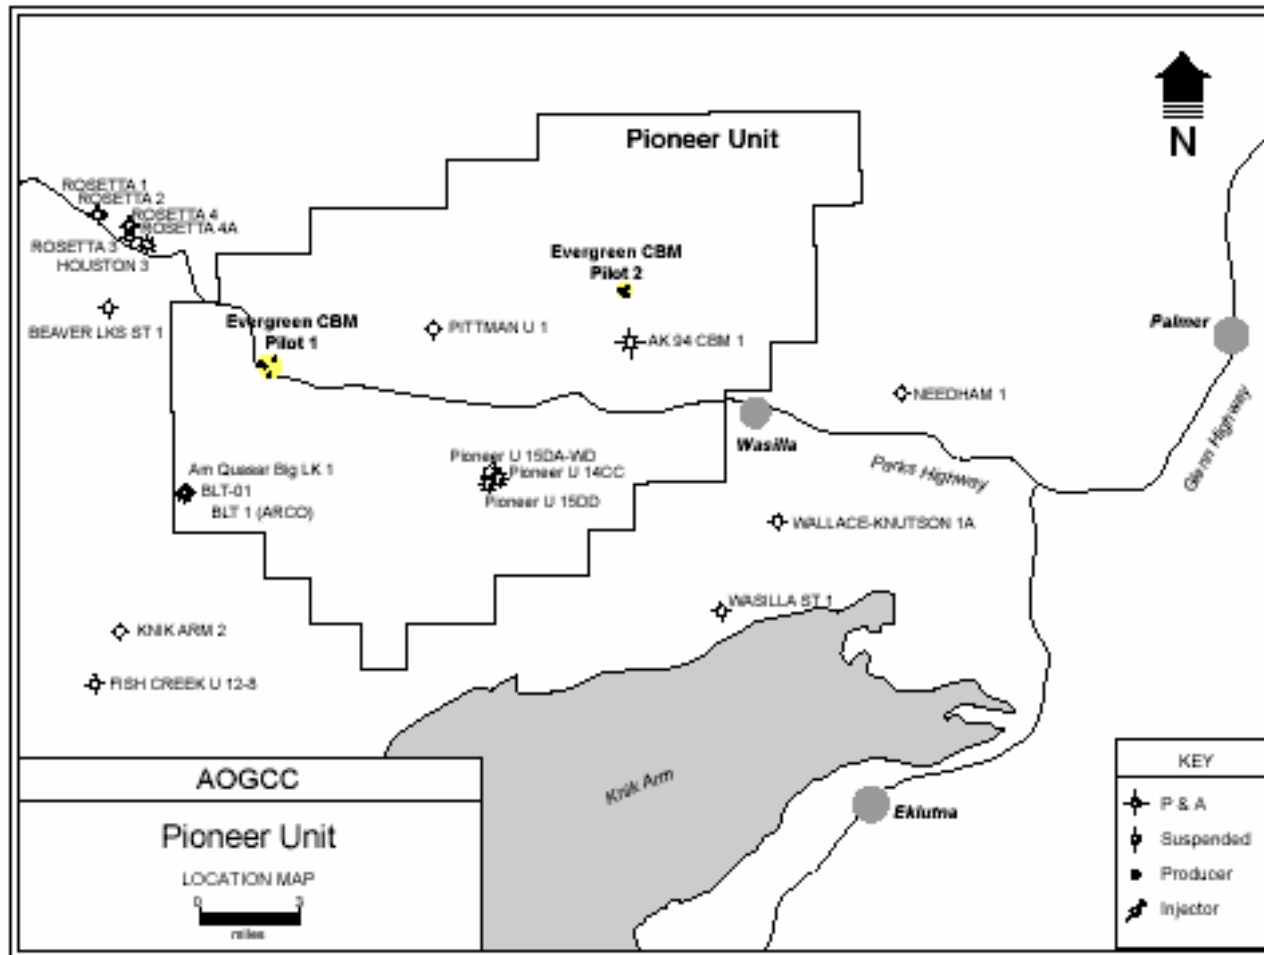 Pioneer Unit
N
ROSETTA 1
ROSETTA 2
ROSETTA 4
ROSETTA 4A
ROSETTA 3
HOUSTON 3
BEAVER LKS ST 1
Evergreen CBM
Pilot 2
Evergreen CBM
Pilot 1
PITTMAN U 1
AK 94 CBM 1
Palmer
NEEDHAM 1
Wasilla
Parks Highway
Glenn Highway
Pioneer U 15DA-WD
Pioneer U 14CC
Pioneer U 15DD
Am Quasar Big LK 1
BLT-01
BLT 1 (ARCO)
WALLACE-KNUTSON 1A
WASILLA ST 1
KNIK ARM 2
FISH CREEK U 12-8
Knik Arm
Eklutna
AOGCC
Pioneer Unit
LOCATION MAP
0 3
miles
KEY
P & A
Suspended
Producer
Injector